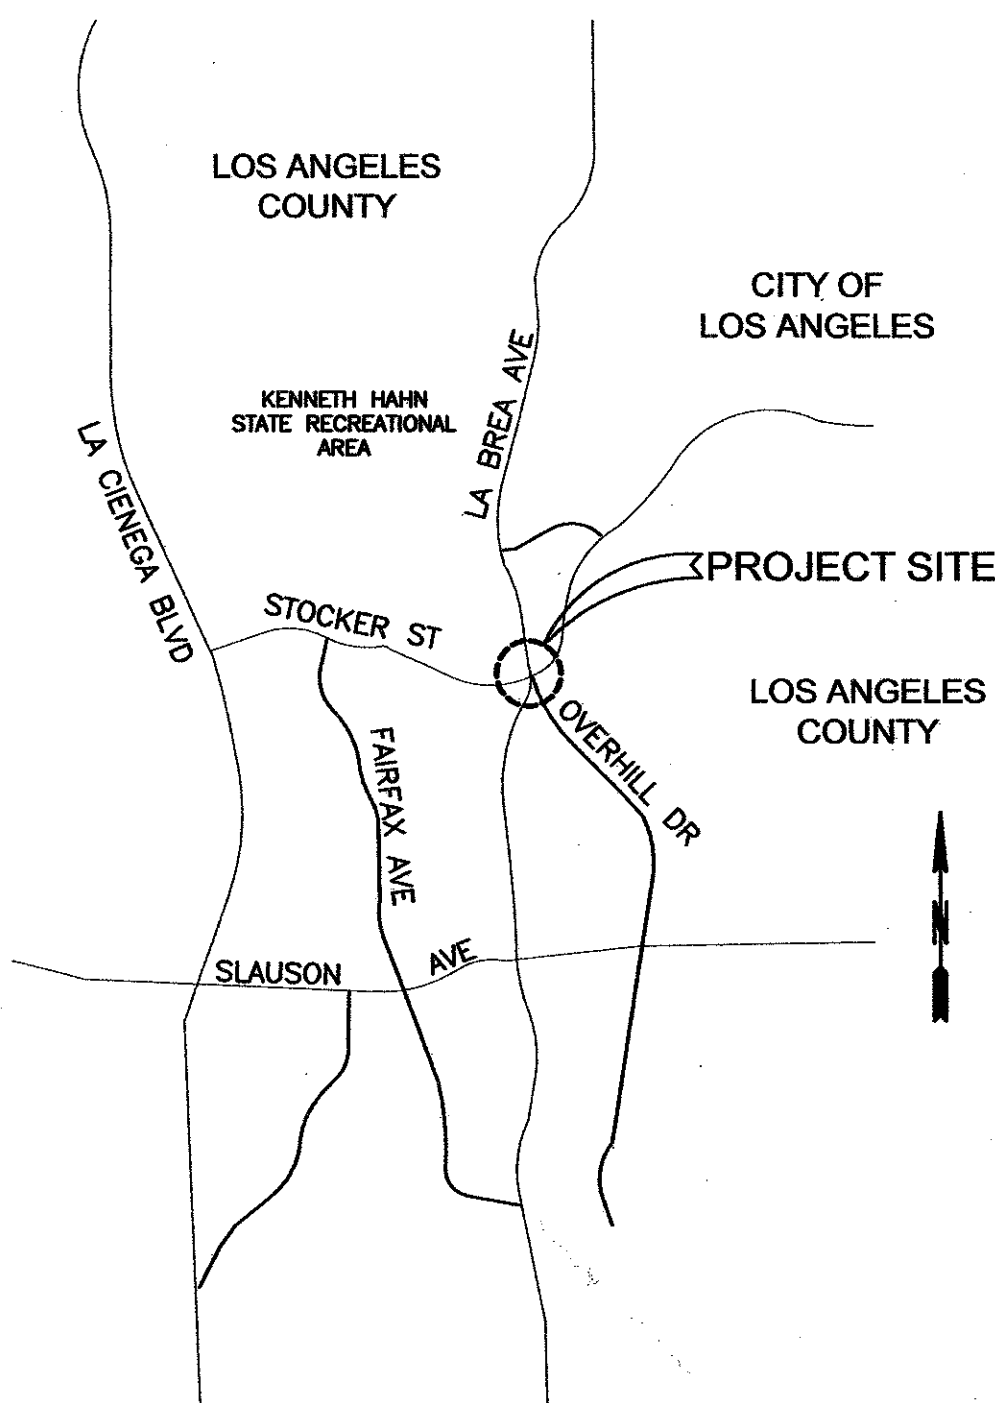 LOS ANGELES
COUNTY
CITY OF
LOS ANGELES
LA BREA AVE
KENNETH HAHN
STATE RECREATIONAL
AREA
LA CIENEGA BLVD
PROJECT SITE
STOCKER ST
LOS ANGELES
COUNTY
OVERHILL DR
FAIRFAX AVE
N
SLAUSON AVE